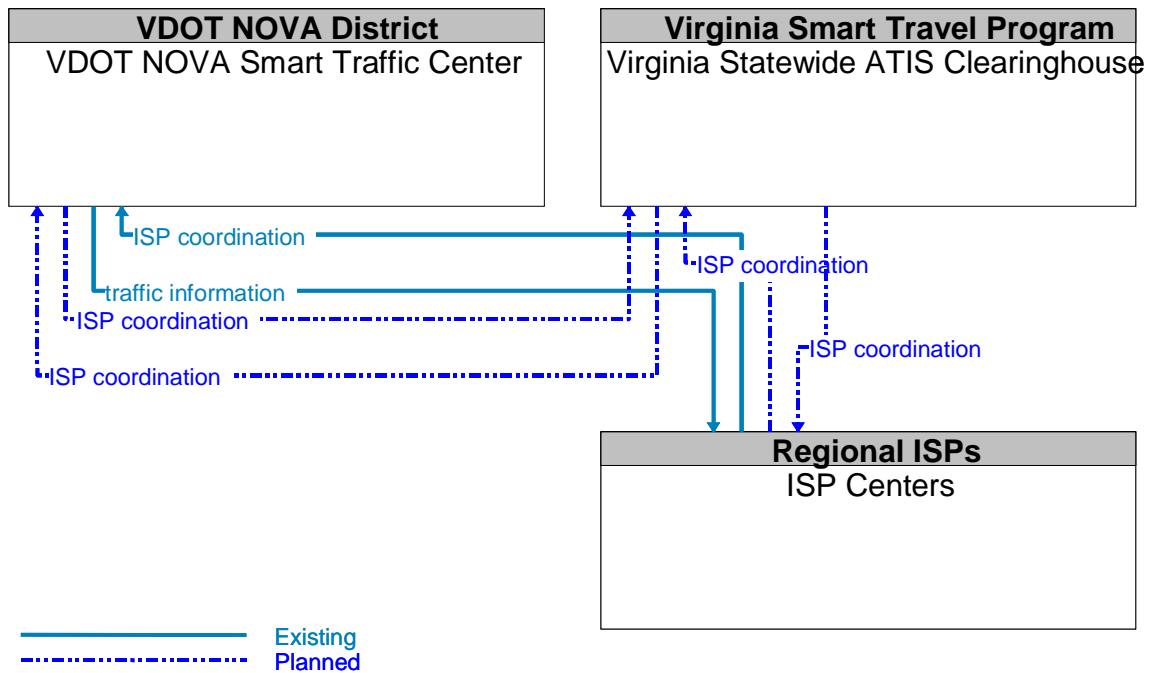 VDOT NOVA District
VDOT NOVA Smart Traffic Center
Virginia Smart Travel Program
Virginia Statewide ATIS Clearinghouse
ISP coordination
ISP coordination
traffic information
ISP coordination
ISP coordination
ISP coordination
Regional ISPs
ISP Centers
Existing
Planned